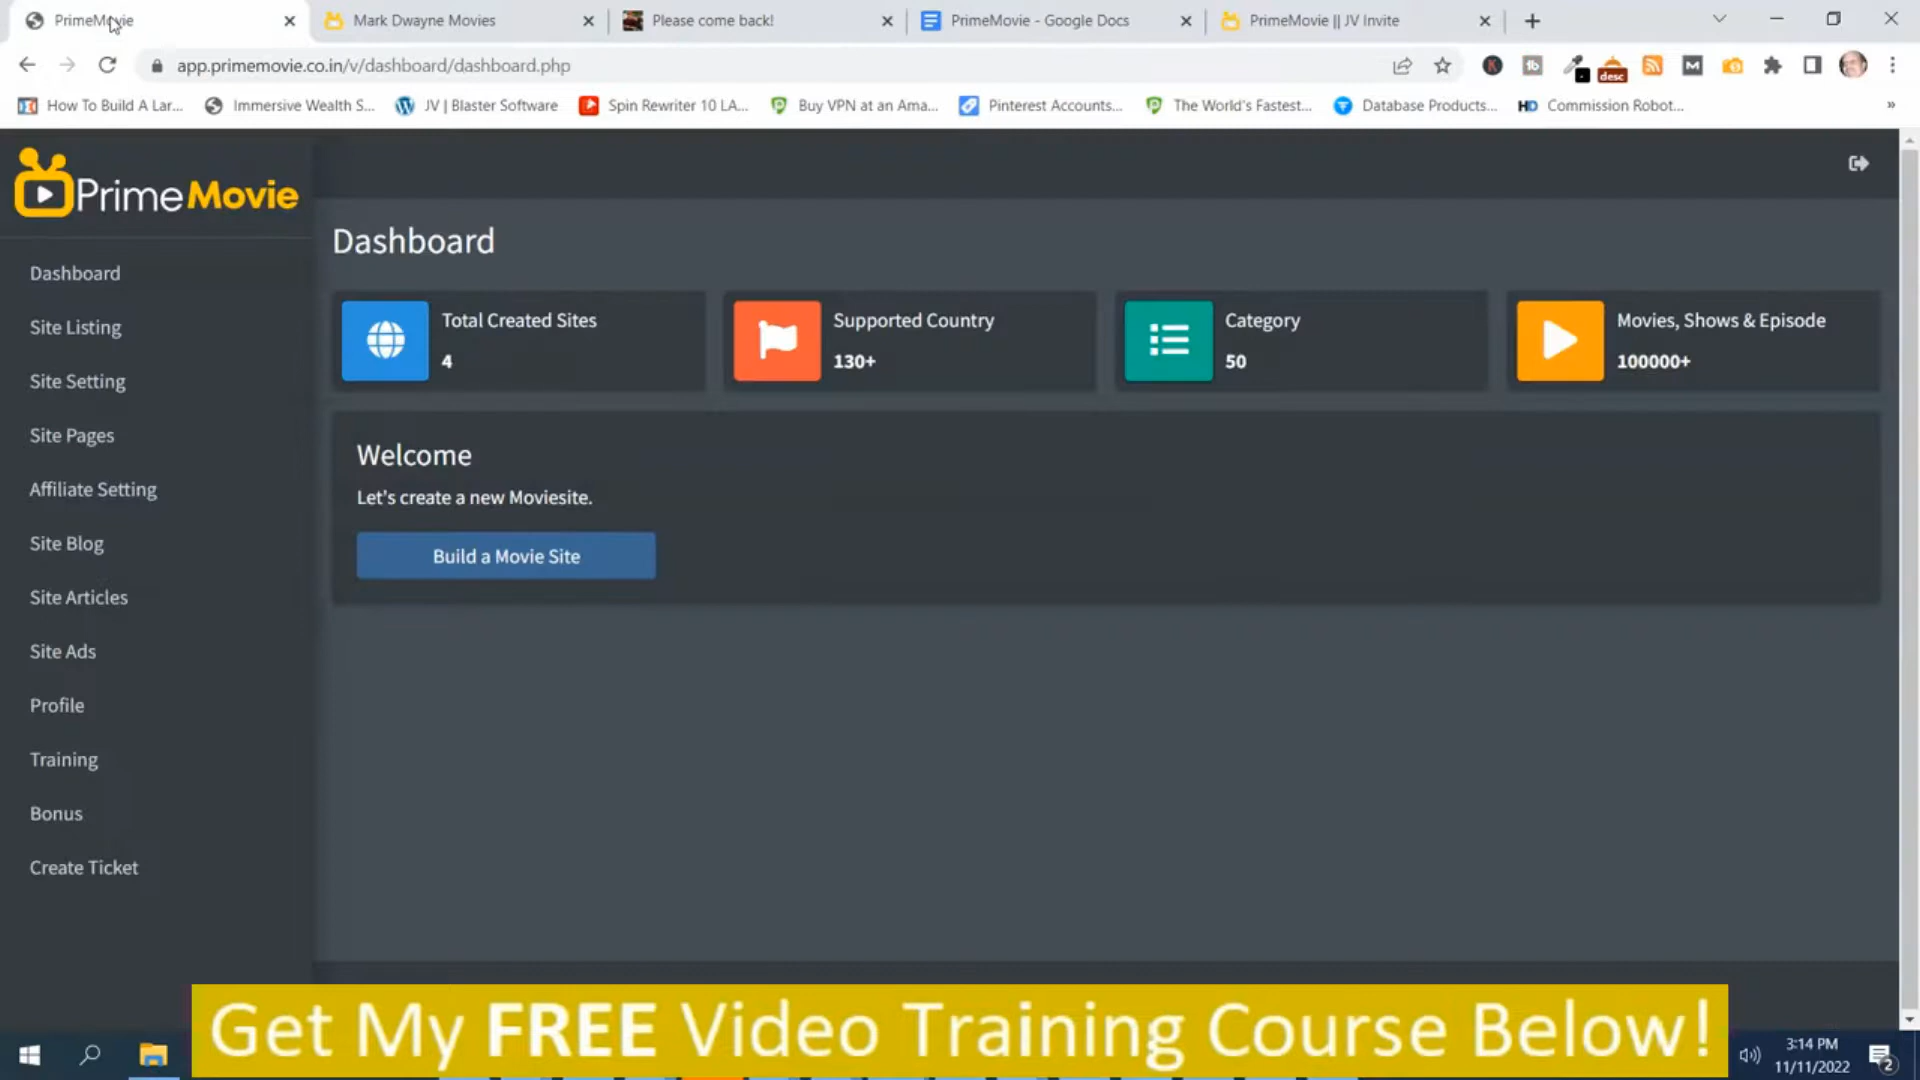 PrimeMovie
Mark Dwayne Movies
Please come back!
PrimeMovie - Google Docs
PrimeMovie || JV Invite
app.primemovie.co.in/v/dashboard/dashboard.php
desc
How To Build A Lar...
Immersive Wealth S...
JV | Blaster Software
Spin Rewriter 10 LA...
Buy VPN at an Ama...
Pinterest Accounts...
The World's Fastest...
Database Products...
HD Commission Robot...
»
PrimeMovie
Dashboard
Site Listing
Site Setting
Site Pages
Affiliate Setting
Site Blog
Site Articles
Site Ads
Profile
Training
Bonus
Create Ticket
Dashboard
Total Created Sites
4
Supported Country
130+
Category
50
Movies, Shows & Episode
100000+
Welcome
Let's create a new Moviesite.
Build a Movie Site
Get My FREE Video Training Course Below!
3:14 PM
11/11/2022
2